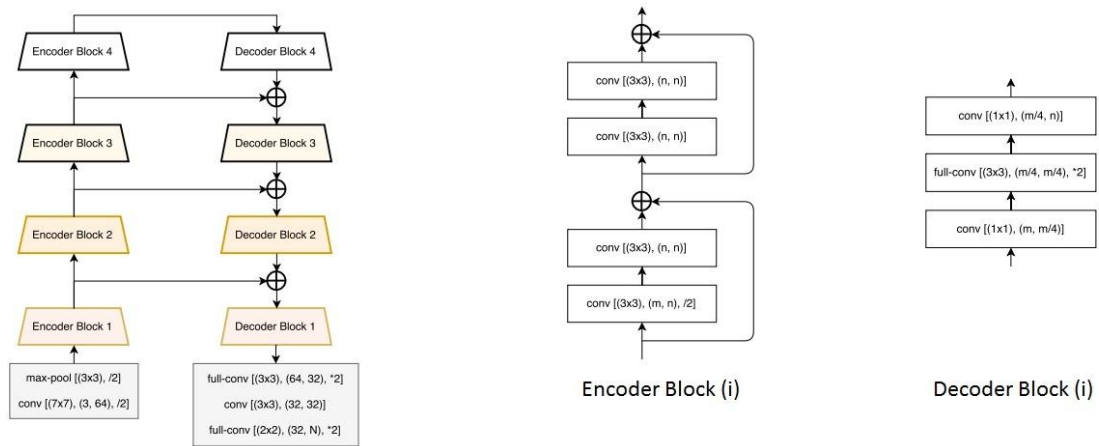 Encoder Block 4
Decoder Block 4
Encoder Block 3
Decoder Block 3
Encoder Block 2
Decoder Block 2
Encoder Block 1
Decoder Block 1
max-pool [(3x3), /2]
conv [(7x7), (3, 64), /2]
full-conv [(3x3), (64, 32), *2]
conv [(3x3), (32, 32)]
full-conv [(2x2), (32, N), *2]
conv [(3x3), (n, n)]
conv [(3x3), (n, n)]
conv [(3x3), (n, n)]
conv [(3x3), (m, n), /2]
Encoder Block (i)
conv [(1x1), (m/4, n)]
full-conv [(3x3), (m/4, m/4), *2]
conv [(1x1), (m, m/4)]
Decoder Block (i)